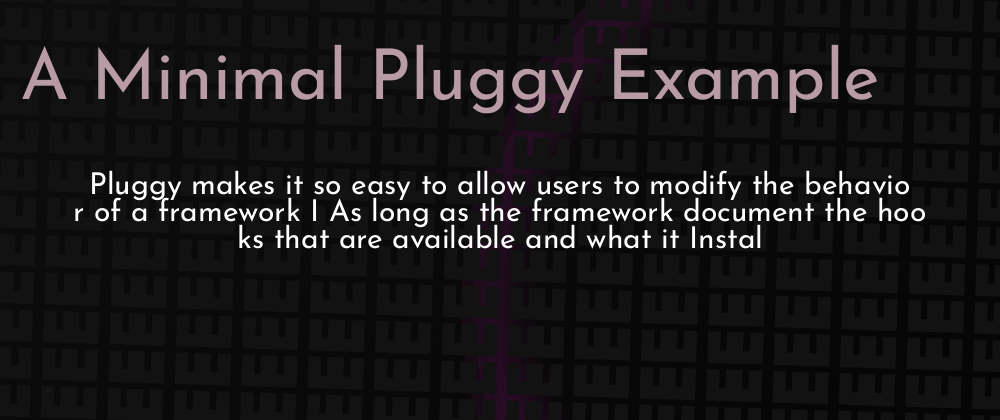 A Minimal Pluggy Example
Pluggy makes it so easy to allow users to modify the behavio
r of a framework I As long as the framework document the hoo
ks that are available and what it Instal